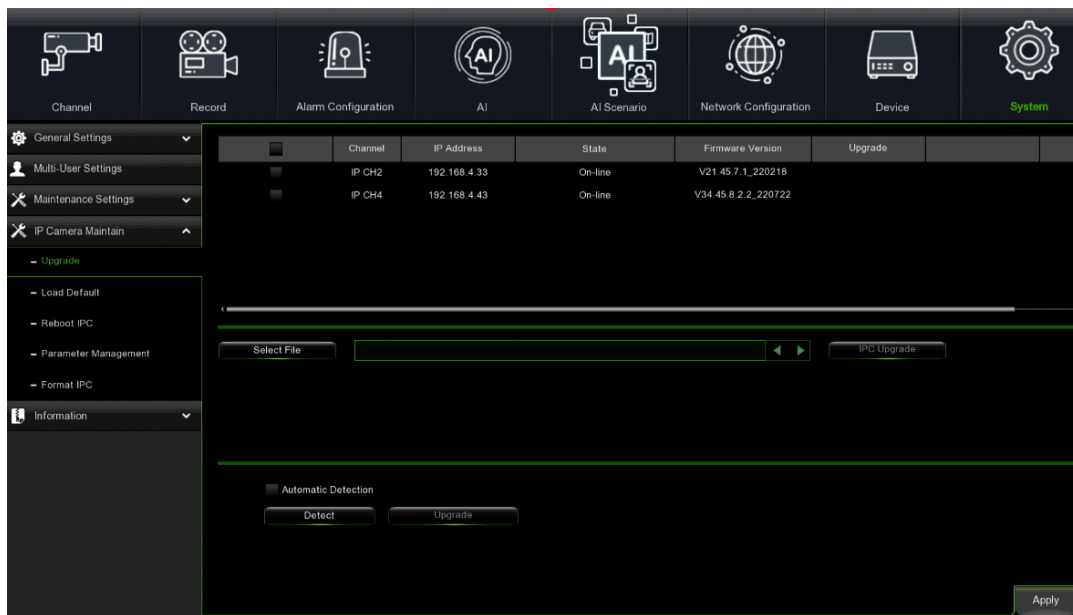 Channel Record Alarm Configuration AI AI Scenario Network Configuration Device System
General Settings
Multi-User Settings
Maintenance Settings
IP Camera Maintain
– Upgrade
– Load Default
– Reboot IPC
– Parameter Management
– Format IPC
Information
Channel IP Address State Firmware Version Upgrade
IP CH2 192.168.4.33 On-line V21.45.7.1_220218
IP CH4 192.168.4.43 On-line V34.45.8.2.2_220722
Select File IPC Upgrade
Automatic Detection
Detect Upgrade
Apply